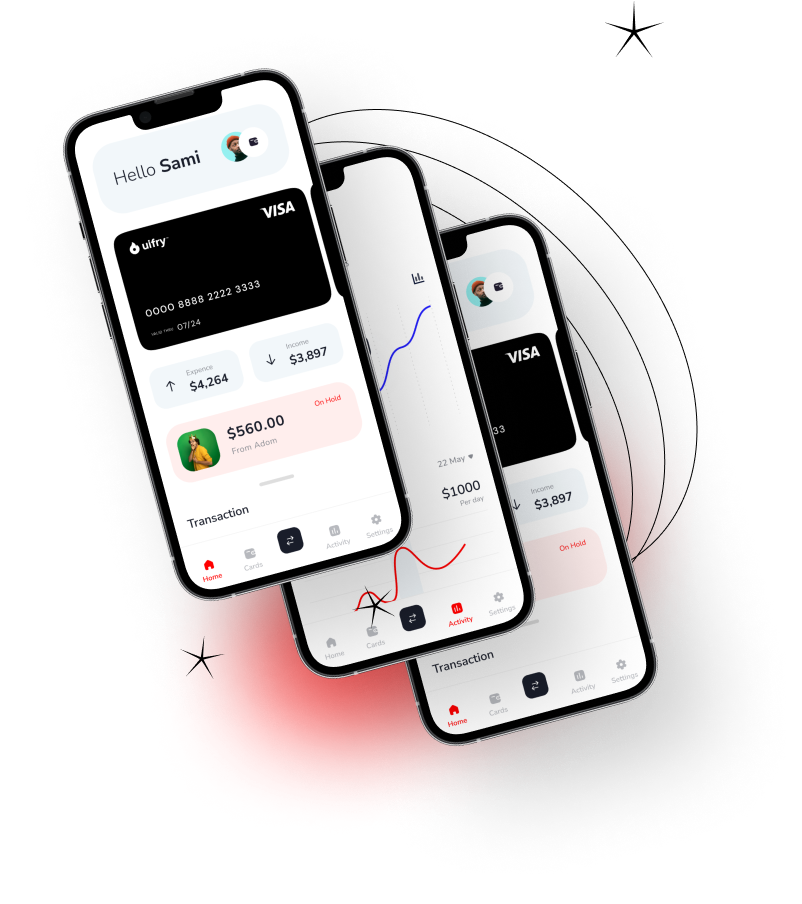 Hello Sami
VISA
uifry
0000 8888 2222 3333
VALID THRU 07/24
Expence
$4,264
Income
$3,897
On Hold
$560.00
From Adom
Transaction
Home
Cards
Activity
Settings
22 May
$1000
Per day
Home
Cards
Activity
Settings
VISA
33
Income
$3,897
On Hold
Transaction
Home
Cards
Activity
Settings